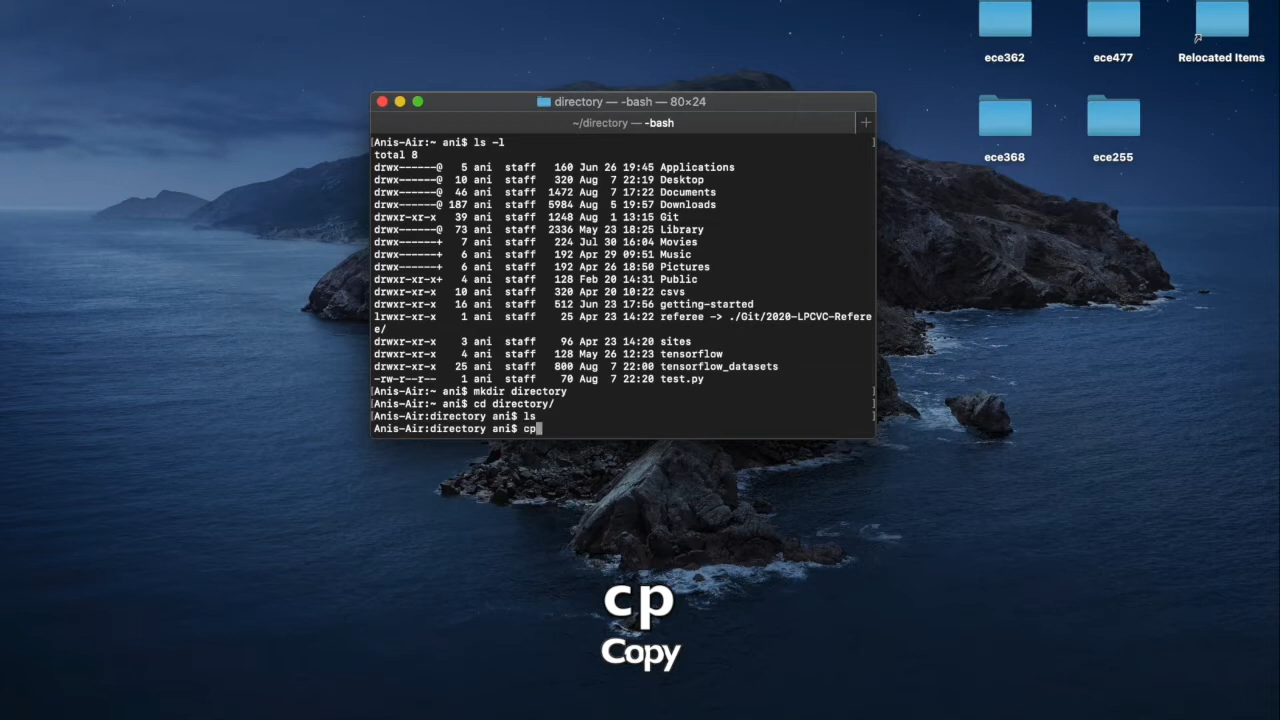 ece362
ece477
Relocated Items
ece368
ece255
directory — -bash — 80×24
~/directory — -bash
+
[Anis-Air:~ ani$ ls -l ]
total 8
drwx------@ 5 ani staff 160 Jun 26 19:45 Applications
drwx------@ 10 ani staff 320 Aug 7 22:19 Desktop
drwx------@ 46 ani staff 1472 Aug 7 17:22 Documents
drwx------@ 187 ani staff 5984 Aug 5 19:57 Downloads
drwxr-xr-x 39 ani staff 1248 Aug 1 13:15 Git
drwx------@ 73 ani staff 2336 May 23 18:25 Library
drwx------+ 7 ani staff 224 Jul 30 16:04 Movies
drwx------+ 6 ani staff 192 Apr 29 09:51 Music
drwx------+ 6 ani staff 192 Apr 26 18:50 Pictures
drwxr-xr-x+ 4 ani staff 128 Feb 20 14:31 Public
drwxr-xr-x 10 ani staff 320 Apr 20 10:22 csvs
drwxr-xr-x 16 ani staff 512 Jun 23 17:56 getting-started
lrwxr-xr-x 1 ani staff 25 Apr 23 14:22 referee -> ./Git/2020-LPCVC-Refere
e/
drwxr-xr-x 3 ani staff 96 Apr 23 14:20 sites
drwxr-xr-x 4 ani staff 128 May 26 12:23 tensorflow
drwxr-xr-x 25 ani staff 800 Aug 7 22:00 tensorflow_datasets
-rw-r--r-- 1 ani staff 70 Aug 7 22:20 test.py
[Anis-Air:~ ani$ mkdir directory ]
[Anis-Air:~ ani$ cd directory/ ]
[Anis-Air:directory ani$ ls ]
Anis-Air:directory ani$ cp
cp
Copy